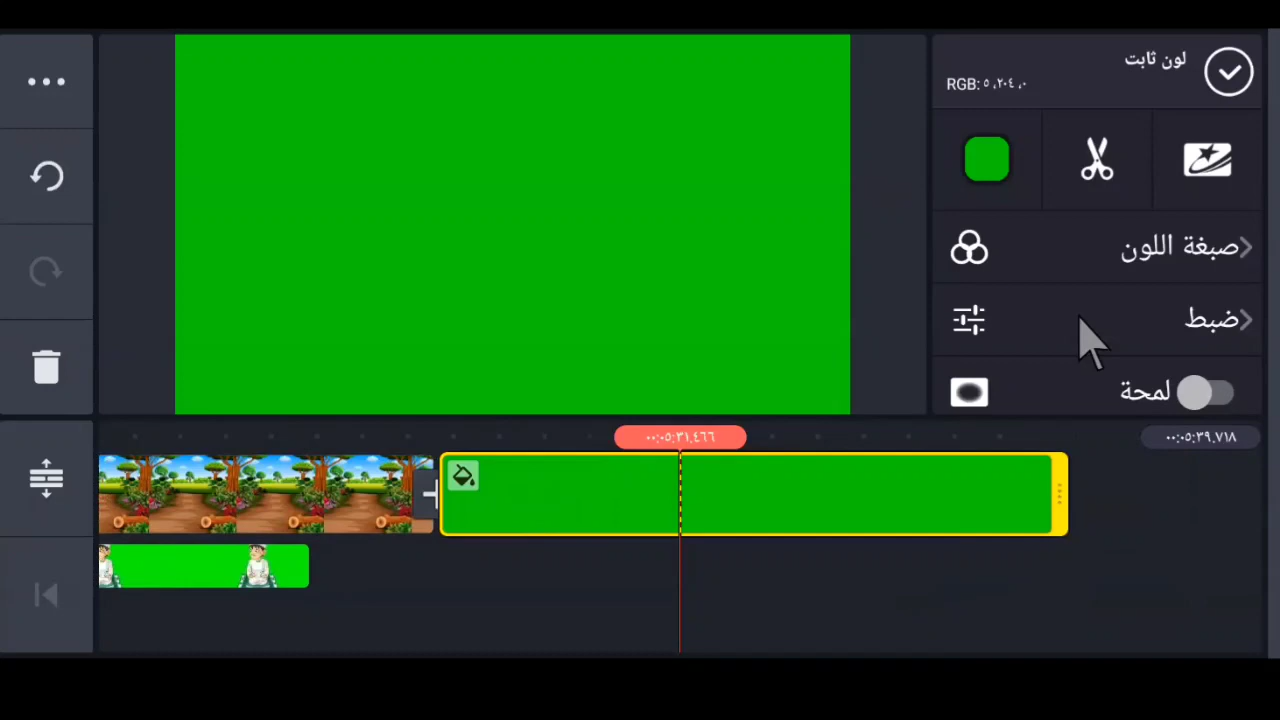 لون ثابت
RGB: ٥،٢٠٤،٠
صبغة اللون
ضبط
لمحة
٠٠:٠٥:٣١.٤٦٦
٠٠:٠٥:٣٩.٧١٨